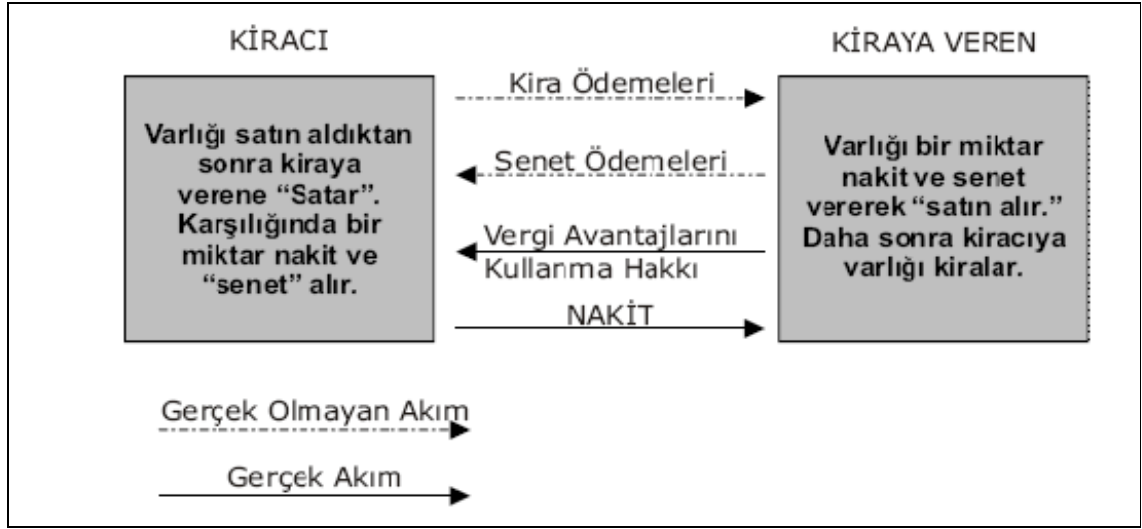 KİRACI
KİRAYA VEREN
Varlığı satın aldıktan
sonra kiraya
verene “Satar”.
Karşılığında bir
miktar nakit ve
“senet” alır.
Kira Ödemeleri
Senet Ödemeleri
Vergi Avantajlarını
Kullanma Hakkı
NAKİT
Varlığı bir miktar
nakit ve senet
vererek “satın alır.”
Daha sonra kiracıya
varlığı kiralar.
Gerçek Olmayan Akım
Gerçek Akım